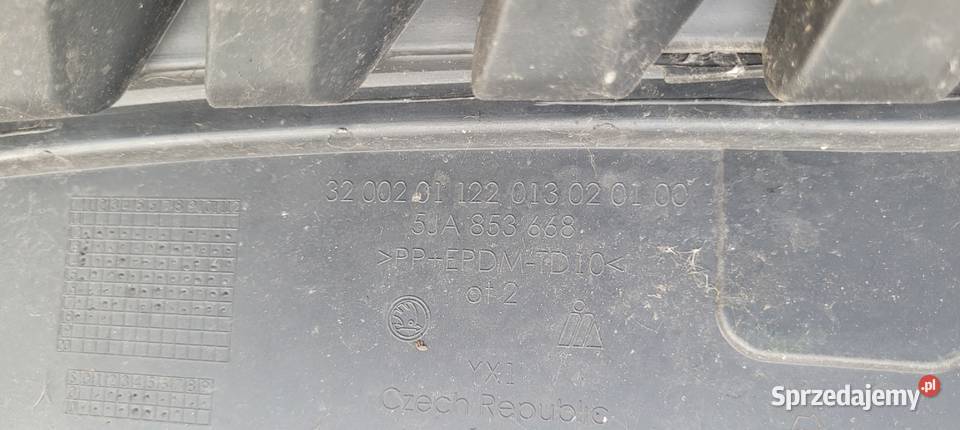 32 002 01 122 013 02 01 00
5JA 853 668
>PP+EPDM-TD10<
of 2
YX1
Czech Republic
Sprzedajemy.pl